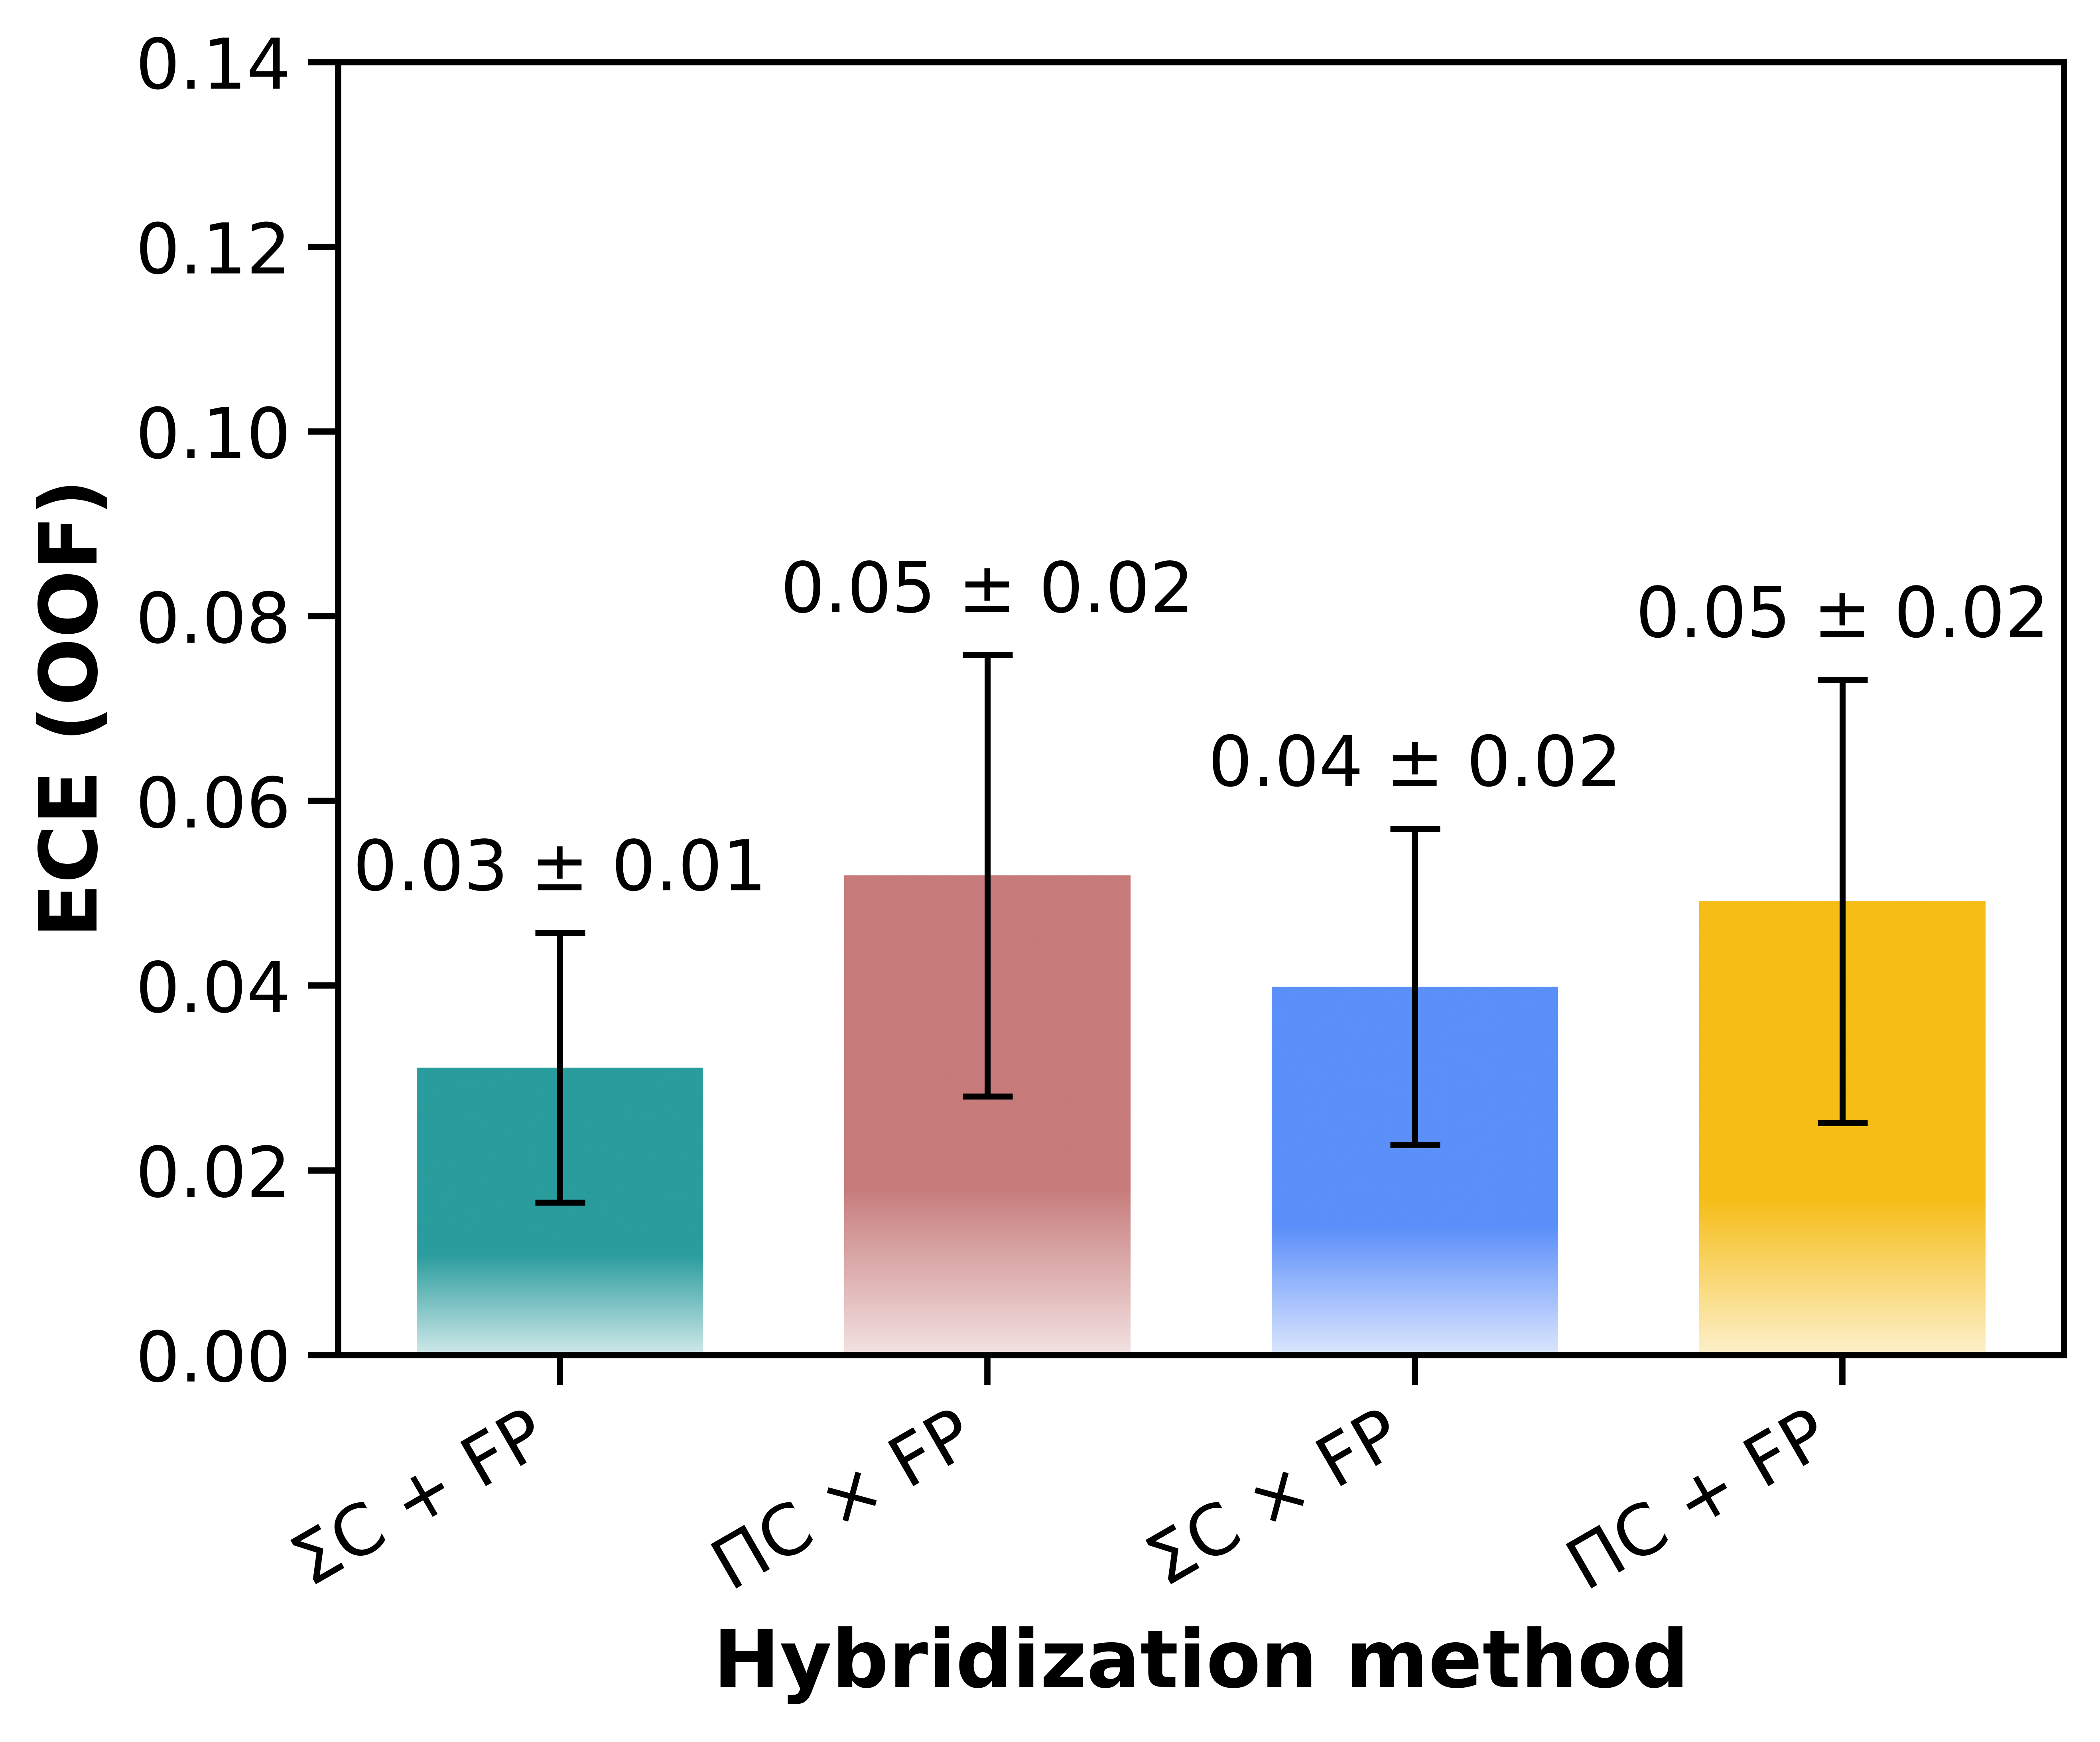 0.14
0.12
0.10
0.08
0.06
0.04
0.02
0.00
ECE (OOF)
0.03 ± 0.01
0.05 ± 0.02
0.04 ± 0.02
0.05 ± 0.02
ΣC + FP
ΠC × FP
ΣC × FP
ΠC + FP
Hybridization method